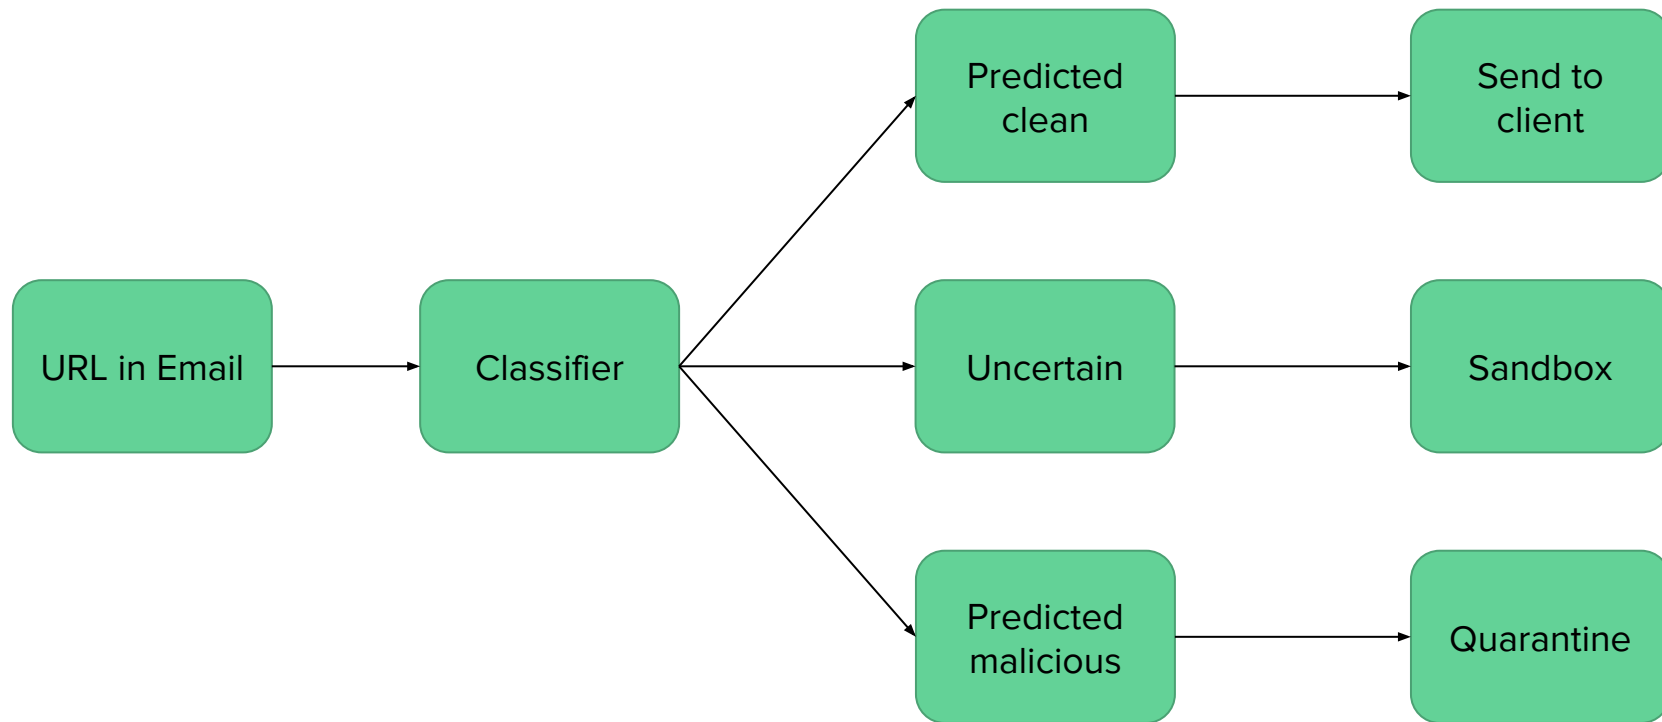 URL in Email
Classifier
Predicted
clean
Send to
client
Uncertain
Sandbox
Predicted
malicious
Quarantine